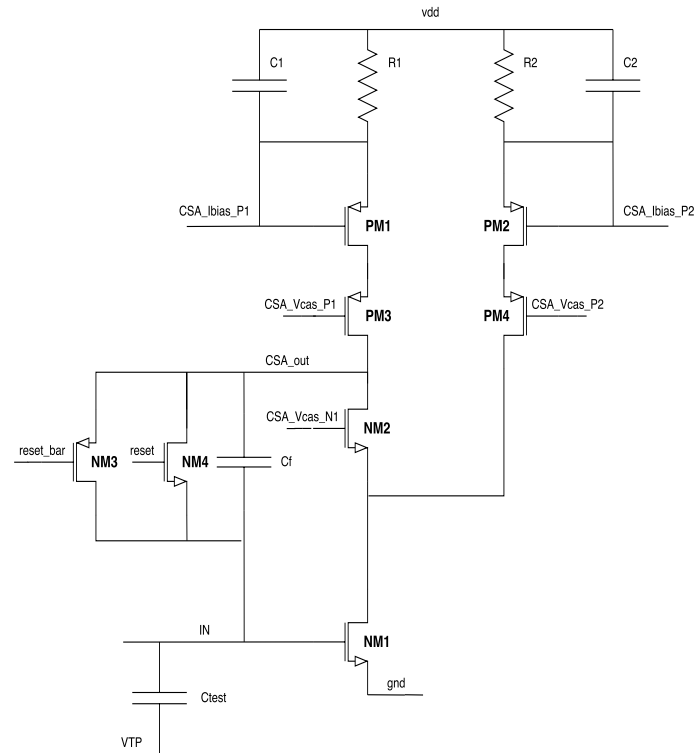 vdd
C1
R1
R2
C2
CSA_Ibias_P1
PM1
PM2
CSA_Ibias_P2
CSA_Vcas_P1
PM3
PM4
CSA_Vcas_P2
CSA_out
CSA_Vcas_N1
NM2
reset_bar
NM3
reset
NM4
Cf
IN
NM1
gnd
Ctest
VTP